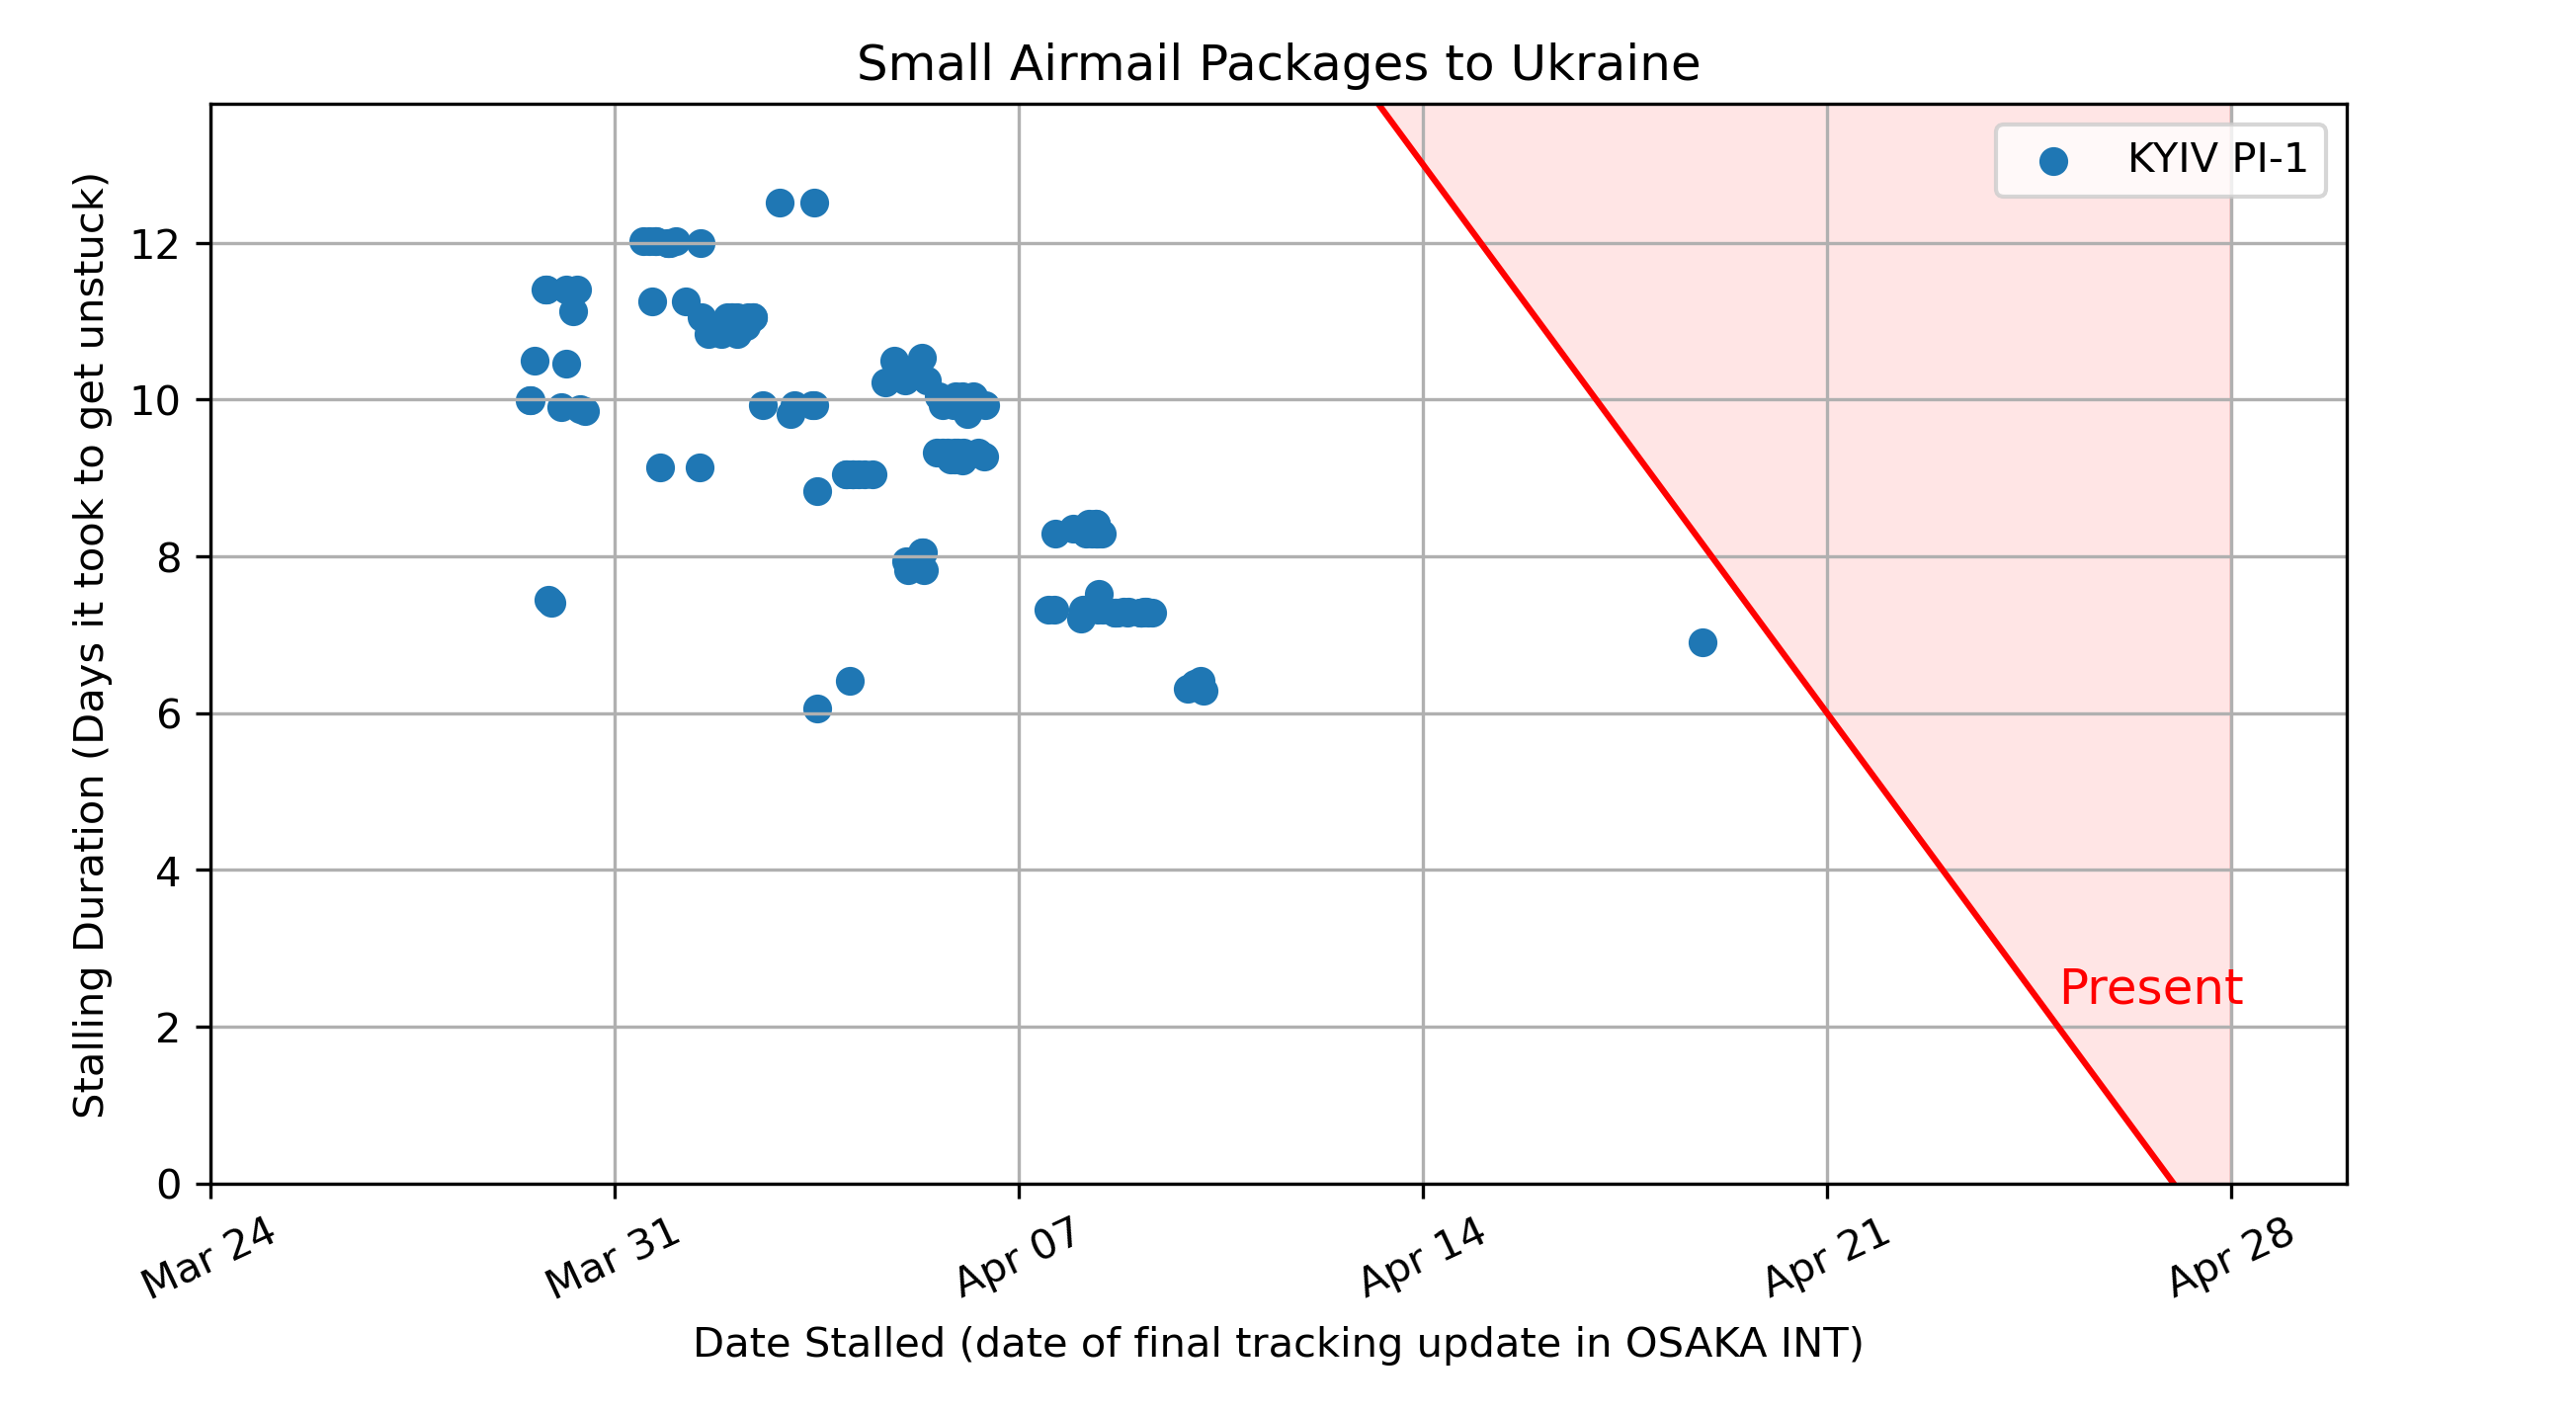 Small Airmail Packages to Ukraine
KYIV PI-1
Stalling Duration (Days it took to get unstuck)
12
10
8
6
4
2
0
Present
Mar 24
Mar 31
Apr 07
Apr 14
Apr 21
Apr 28
Date Stalled (date of final tracking update in OSAKA INT)